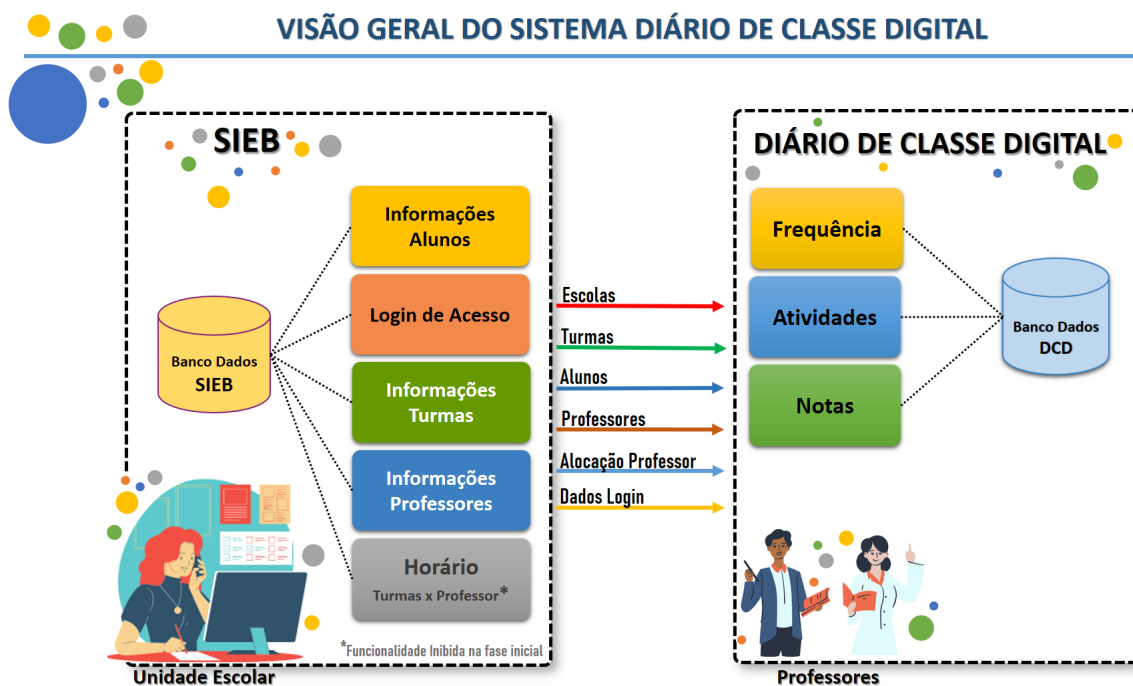 VISÃO GERAL DO SISTEMA DIÁRIO DE CLASSE DIGITAL
SIEB
Informações
Alunos
Login de Acesso
Banco Dados
SIEB
Informações
Turmas
Informações
Professores
Horário
Turmas x Professor*
*Funcionalidade Inibida na fase inicial
Unidade Escolar
Escolas
Turmas
Alunos
Professores
Alocação Professor
Dados Login
DIÁRIO DE CLASSE DIGITAL
Frequência
Atividades
Notas
Banco Dados
DCD
Professores